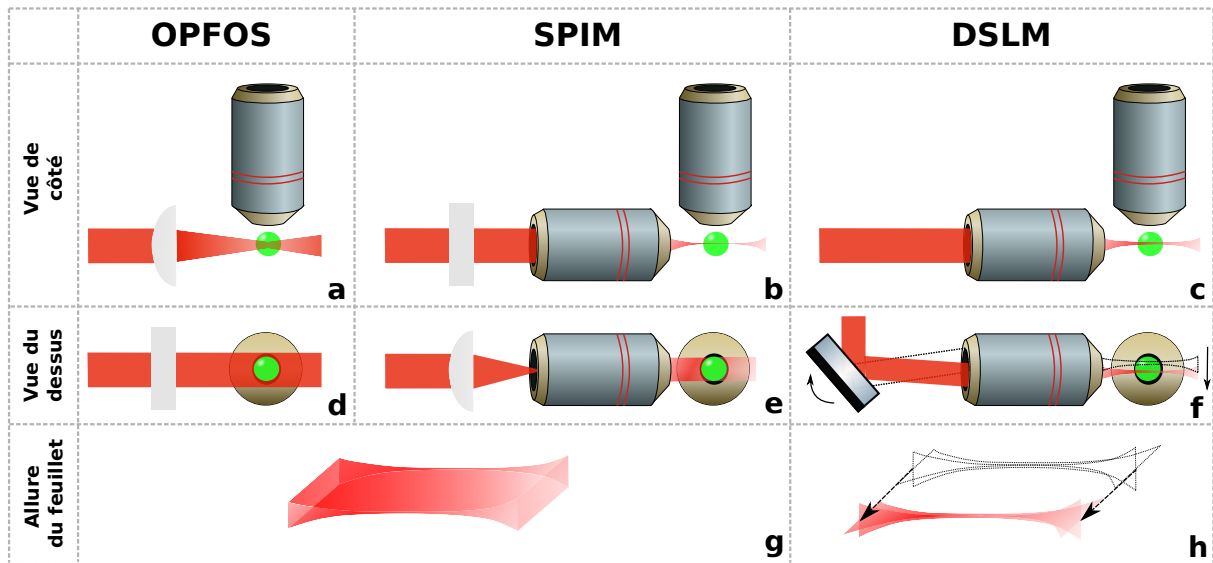 OPFOS
SPIM
DSLM
Vue de
côté
a
b
c
Vue du
dessus
d
e
f
Allure
du feuillet
g
h